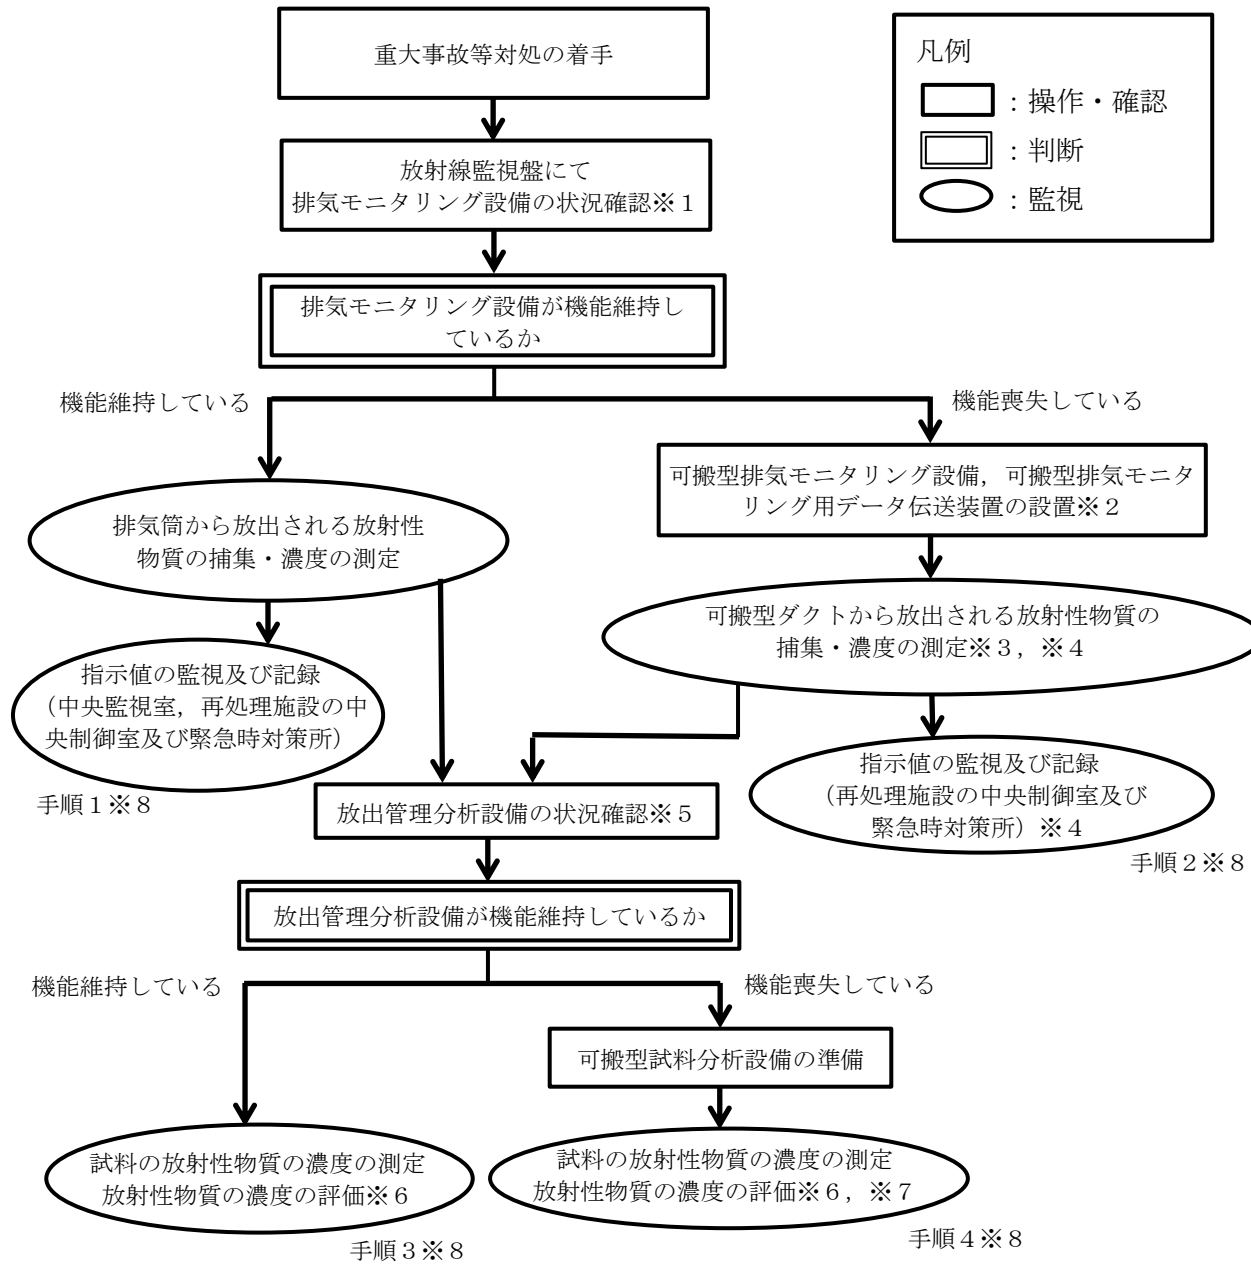 重大事故等対処の着手
凡例
：操作・確認
：判断
：監視
放射線監視盤にて
排気モニタリング設備の状況確認※１
排気モニタリング設備が機能維持し
ているか
機能維持している
機能喪失している
可搬型排気モニタリング設備，可搬型排気モニタ
リング用データ伝送装置の設置※２
排気筒から放出される放射性
物質の捕集・濃度の測定
可搬型ダクトから放出される放射性物質の
捕集・濃度の測定※３，※４
指示値の監視及び記録
（中央監視室，再処理施設の中
央制御室及び緊急時対策所）
手順１※８
指示値の監視及び記録
（再処理施設の中央制御室及び
緊急時対策所）※４
手順２※８
放出管理分析設備の状況確認※５
放出管理分析設備が機能維持しているか
機能維持している
機能喪失している
可搬型試料分析設備の準備
試料の放射性物質の濃度の測定
放射性物質の濃度の評価※６
手順３※８
試料の放射性物質の濃度の測定
放射性物質の濃度の評価※６，※７
手順４※８